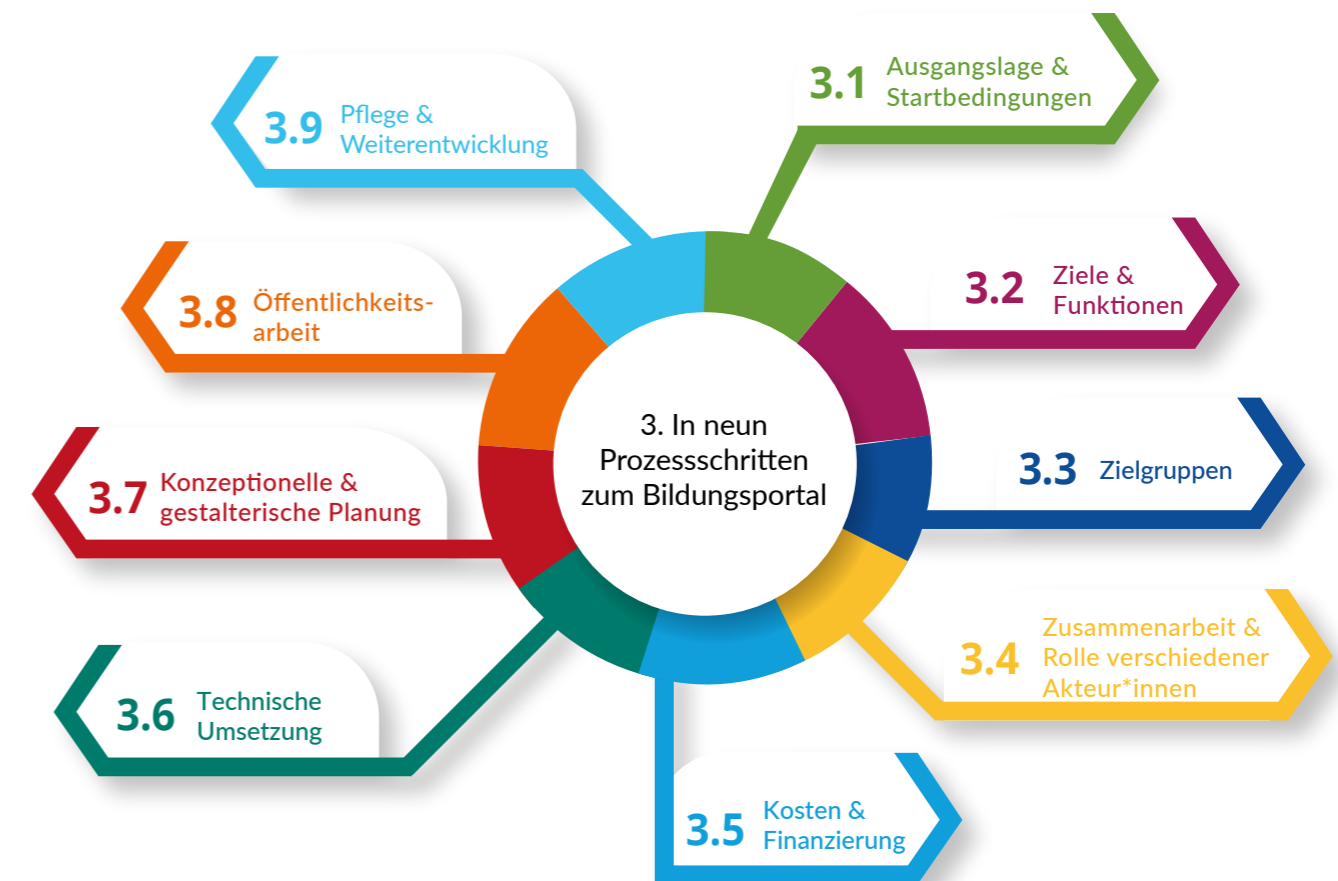 3. In neun
Prozessschritten
zum Bildungsportal
3.1 Ausgangslage &
Startbedingungen
3.2 Ziele &
Funktionen
3.3 Zielgruppen
3.4 Zusammenarbeit &
Rolle verschiedener
Akteur*innen
3.5 Kosten &
Finanzierung
3.6 Technische
Umsetzung
3.7 Konzeptionelle &
gestalterische Planung
3.8 Öffentlichkeits-
arbeit
3.9 Pflege &
Weiterentwicklung